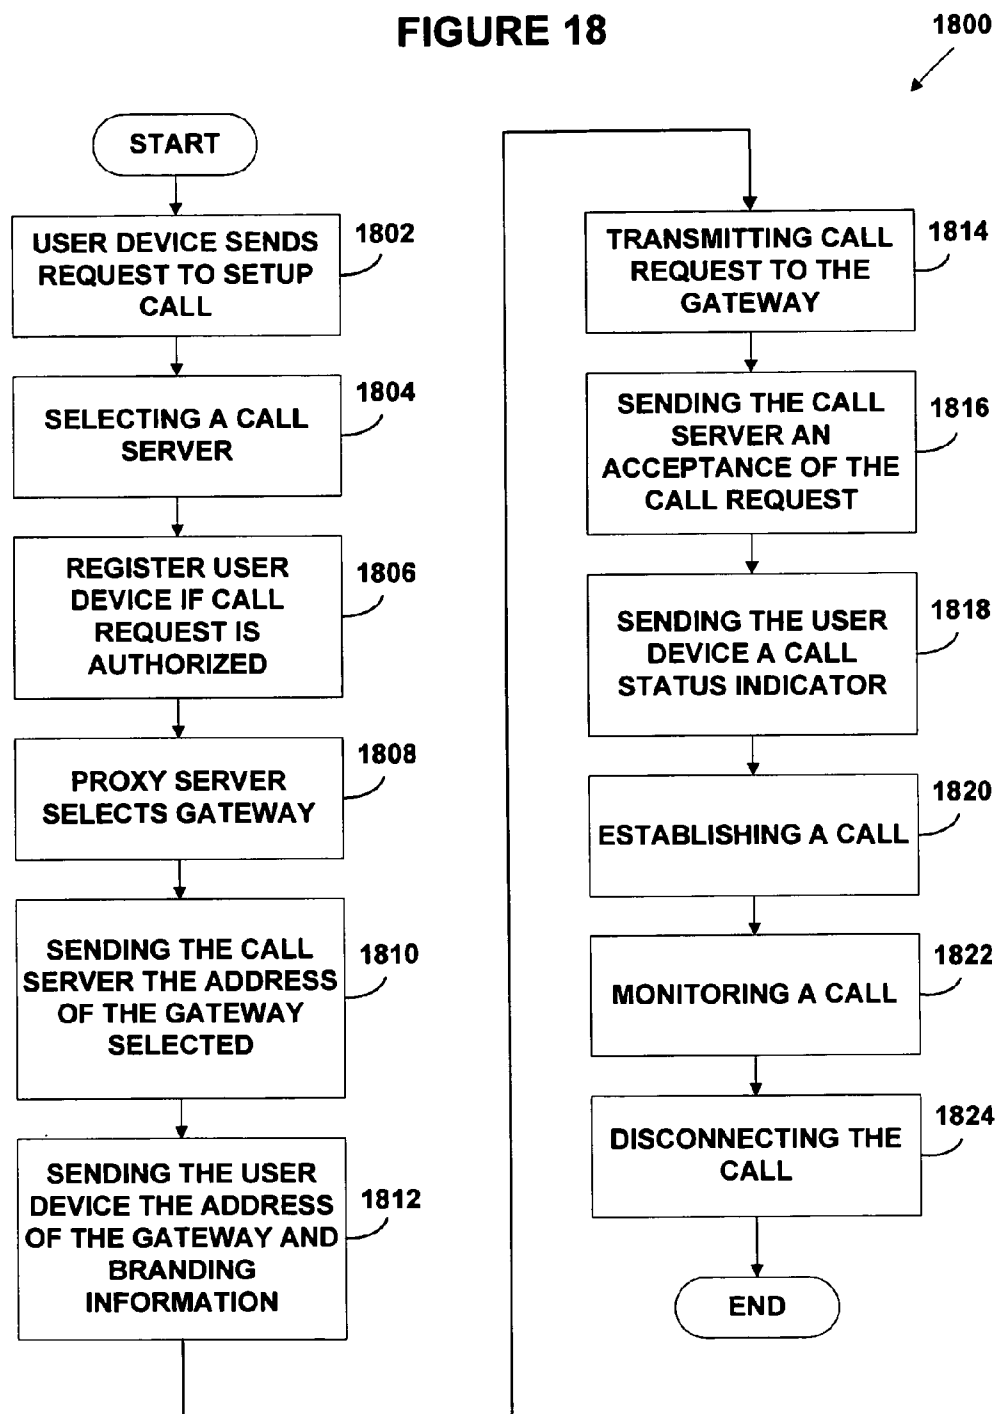 FIGURE 18
1800
START
USER DEVICE SENDS
REQUEST TO SETUP
CALL
1802
SELECTING A CALL
SERVER
1804
REGISTER USER
DEVICE IF CALL
REQUEST IS
AUTHORIZED
1806
PROXY SERVER
SELECTS GATEWAY
1808
SENDING THE CALL
SERVER THE ADDRESS
OF THE GATEWAY
SELECTED
1810
SENDING THE USER
DEVICE THE ADDRESS
OF THE GATEWAY AND
BRANDING
INFORMATION
1812
TRANSMITTING CALL
REQUEST TO THE
GATEWAY
1814
SENDING THE CALL
SERVER AN
ACCEPTANCE OF THE
CALL REQUEST
1816
SENDING THE USER
DEVICE A CALL
STATUS INDICATOR
1818
ESTABLISHING A CALL
1820
MONITORING A CALL
1822
DISCONNECTING THE
CALL
1824
END